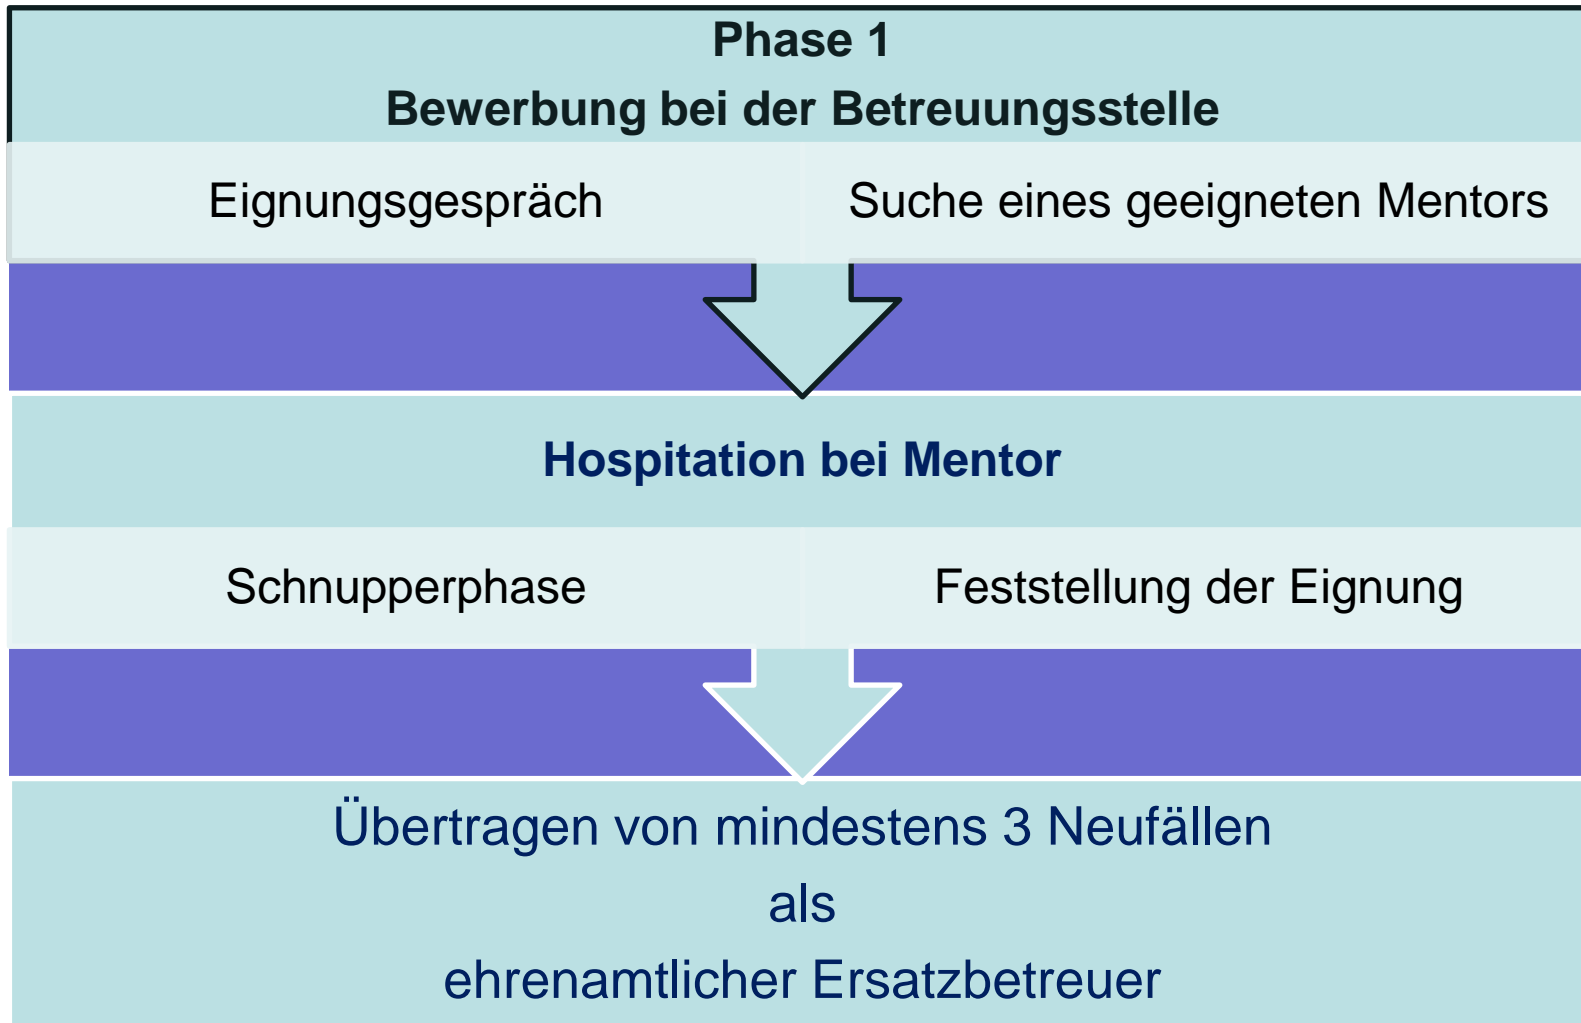 Phase 1
Bewerbung bei der Betreuungsstelle
Eignungsgespräch
Suche eines geeigneten Mentors
Hospitation bei Mentor
Schnupperphase
Feststellung der Eignung
Übertragen von mindestens 3 Neufällen
als
ehrenamtlicher Ersatzbetreuer